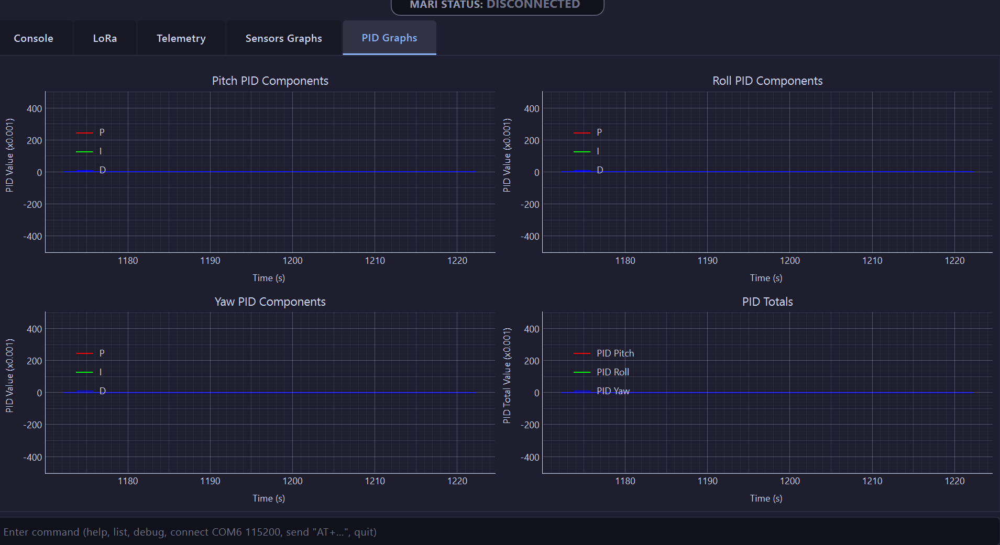 MARI STATUS: DISCONNECTED
Console LoRa Telemetry Sensors Graphs PID Graphs
Pitch PID Components
PID Value (x0.001)
400
200
0
-200
-400
P
I
D
1180 1190 1200 1210 1220
Time (s)
Roll PID Components
PID Value (x0.001)
400
200
0
-200
-400
P
I
D
1180 1190 1200 1210 1220
Time (s)
Yaw PID Components
PID Value (x0.001)
400
200
0
-200
-400
P
I
D
1180 1190 1200 1210 1220
Time (s)
PID Totals
PID Total Value (x0.001)
400
200
0
-200
-400
PID Pitch
PID Roll
PID Yaw
1180 1190 1200 1210 1220
Time (s)
Enter command (help, list, debug, connect COM6 115200, send "AT+...", quit)